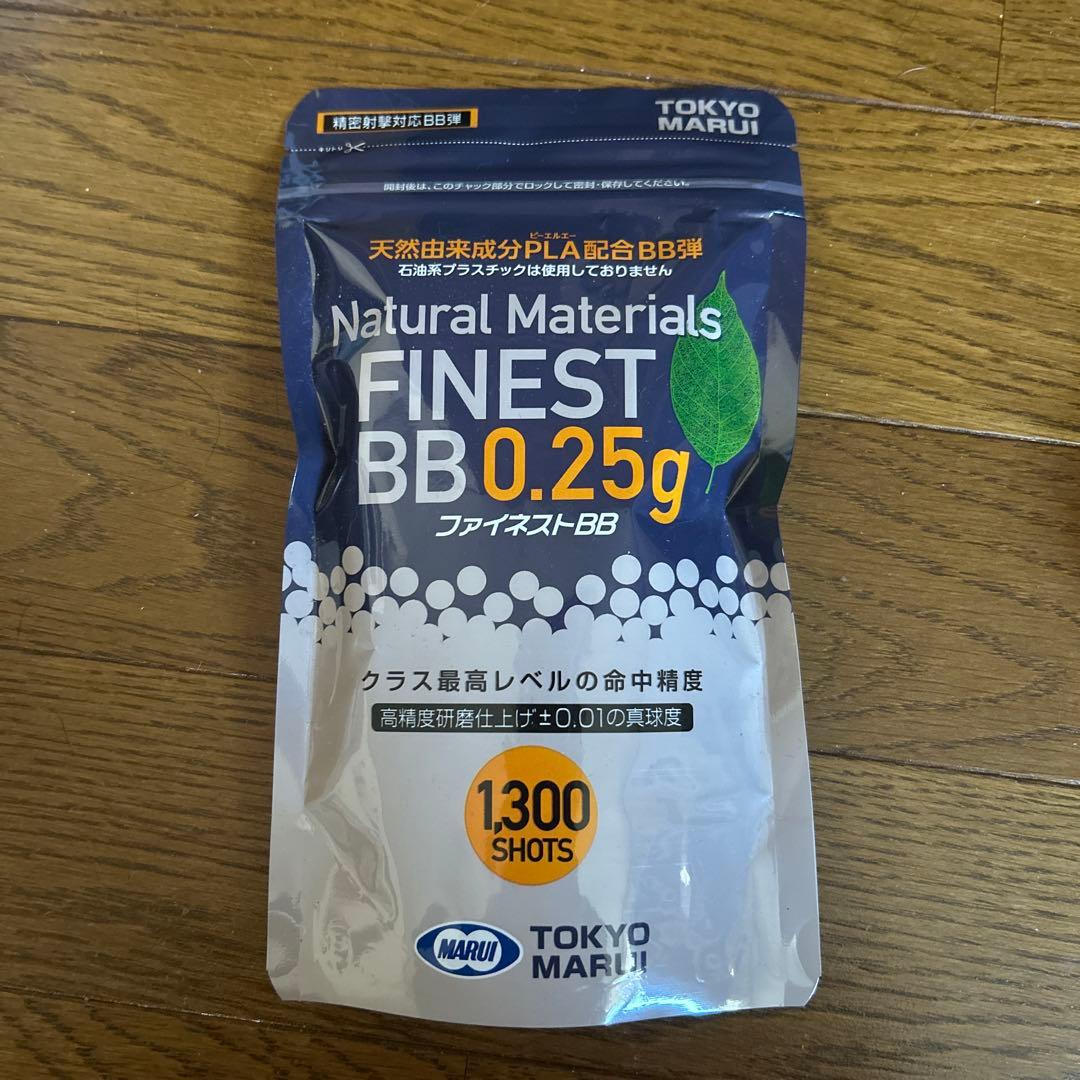 精密射撃対応BB弾
TOKYO
MARUI
キリトリ
開封後は、このチャック部分でロックして密封・保存してください。
ピーエルエー
天然由来成分PLA配合BB弾
石油系プラスチックは使用しておりません
Natural Materials
FINEST
BB 0.25g
ファイネストBB
クラス最高レベルの命中精度
高精度研磨仕上げ±0.01の真球度
1,300
SHOTS
MARUI
TOKYO
MARUI